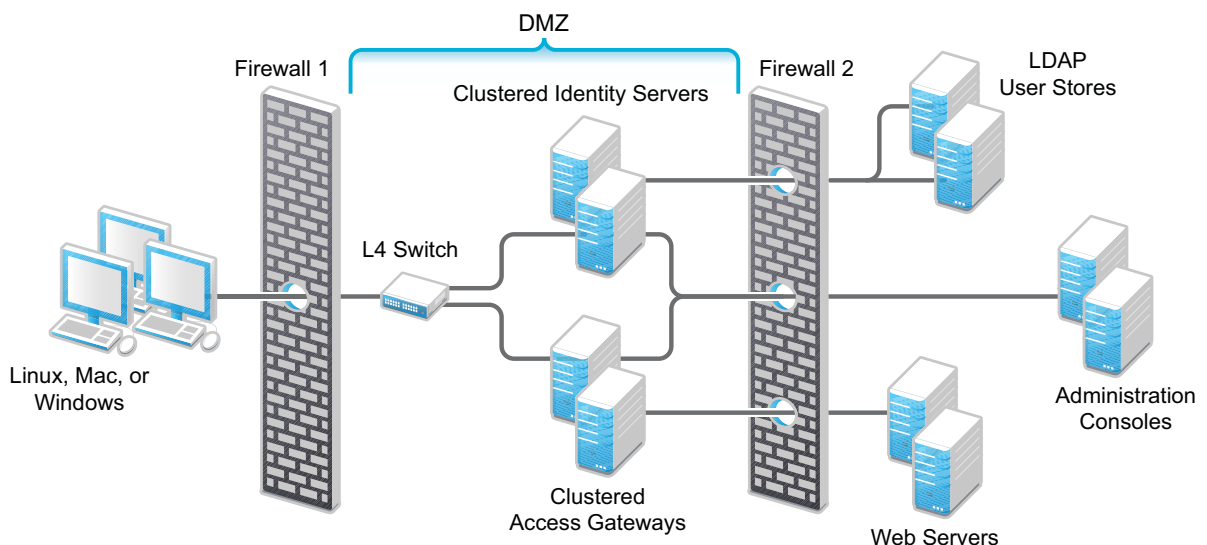 DMZ
Firewall 1
Firewall 2
LDAP
User Stores
Clustered Identity Servers
L4 Switch
Linux, Mac, or
Windows
Administration
Consoles
Clustered
Access Gateways
Web Servers